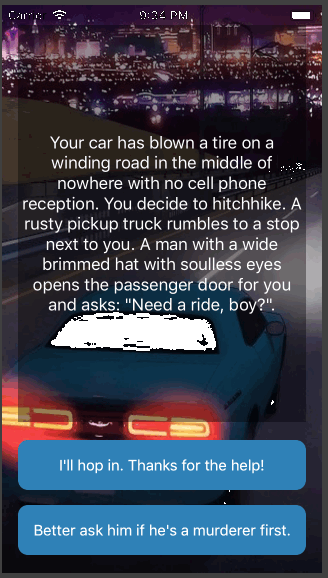 Carrier 9:24 PM
Your car has blown a tire on a
winding road in the middle of
nowhere with no cell phone
reception. You decide to hitchhike. A
rusty pickup truck rumbles to a stop
next to you. A man with a wide
brimmed hat with soulless eyes
opens the passenger door for you
and asks: "Need a ride, boy?".
I'll hop in. Thanks for the help!
Better ask him if he's a murderer first.